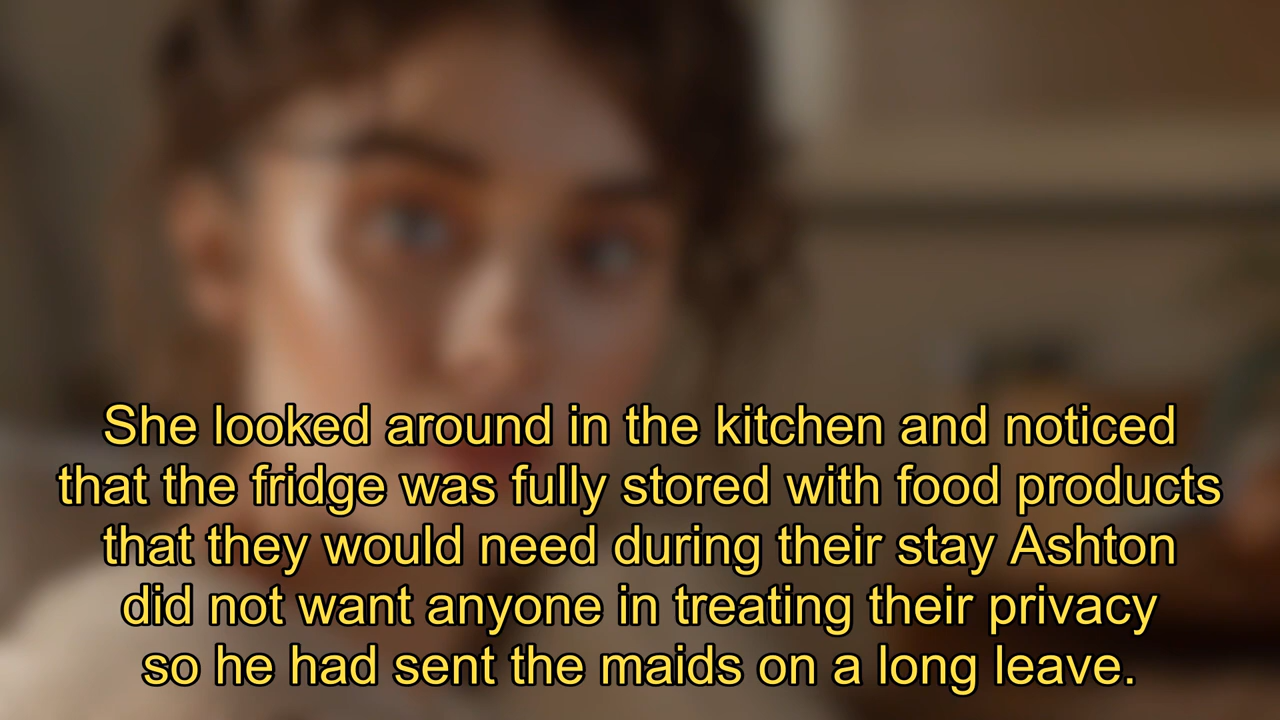 She looked around in the kitchen and noticed
that the fridge was fully stored with food products
that they would need during their stay Ashton
did not want anyone in treating their privacy
so he had sent the maids on a long leave.